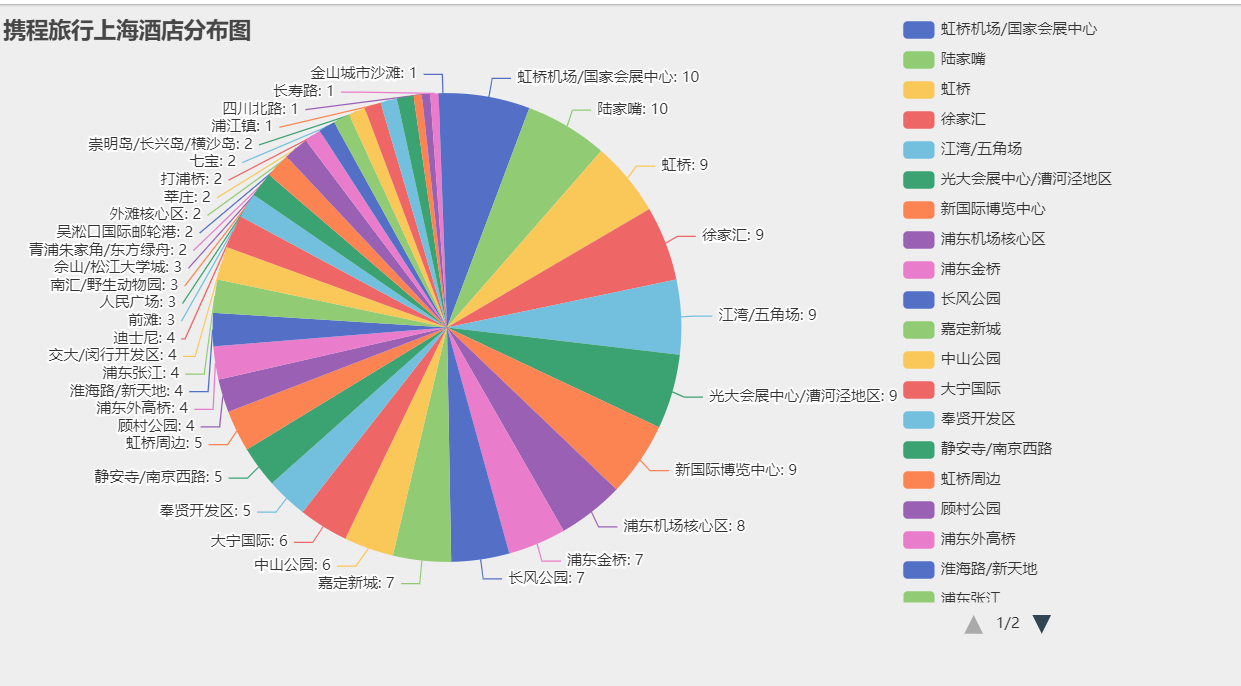 携程旅行上海酒店分布图
金山城市沙滩: 1
长寿路: 1
四川北路: 1
浦江镇: 1
崇明岛/长兴岛/横沙岛: 2
七宝: 2
打浦桥: 2
莘庄: 2
外滩核心区: 2
吴淞口国际邮轮港: 2
青浦朱家角/东方绿舟: 2
佘山/松江大学城: 3
南汇/野生动物园: 3
人民广场: 3
前滩: 3
迪士尼: 4
交大/闵行开发区: 4
浦东张江: 4
淮海路/新天地: 4
浦东外高桥: 4
顾村公园: 4
虹桥周边: 5
静安寺/南京西路: 5
奉贤开发区: 5
大宁国际: 6
中山公园: 6
嘉定新城: 7
虹桥机场/国家会展中心: 10
陆家嘴: 10
虹桥: 9
徐家汇: 9
江湾/五角场: 9
光大会展中心/漕河泾地区: 9
新国际博览中心: 9
浦东机场核心区: 8
浦东金桥: 7
长风公园: 7
虹桥机场/国家会展中心
陆家嘴
虹桥
徐家汇
江湾/五角场
光大会展中心/漕河泾地区
新国际博览中心
浦东机场核心区
浦东金桥
长风公园
嘉定新城
中山公园
大宁国际
奉贤开发区
静安寺/南京西路
虹桥周边
顾村公园
浦东外高桥
淮海路/新天地
浦东张江
1/2